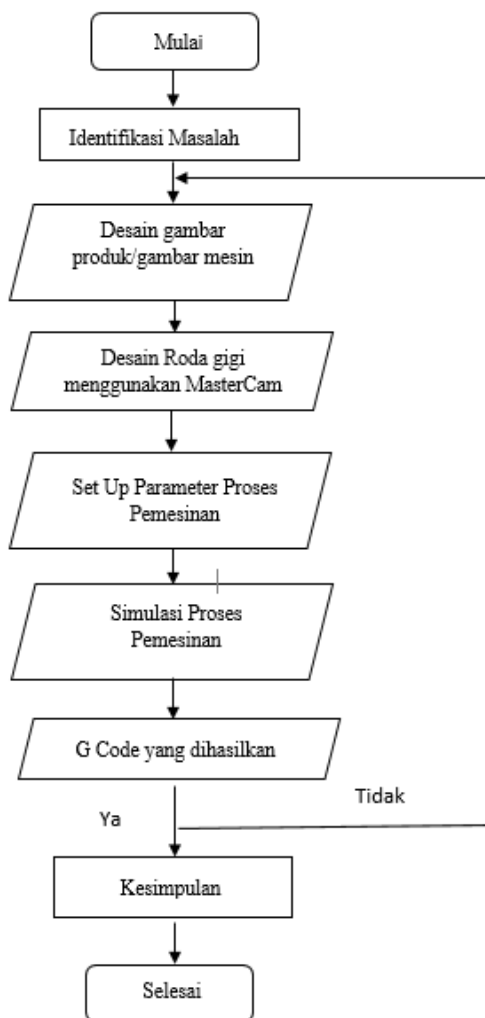 Mulai
Identifikasi Masalah
Desain gambar
produk/gambar mesin
Desain Roda gigi
menggunakan MasterCam
Set Up Parameter Proses
Pemesinan
Simulasi Proses
Pemesinan
G Code yang dihasilkan
Tidak
Ya
Kesimpulan
Selesai